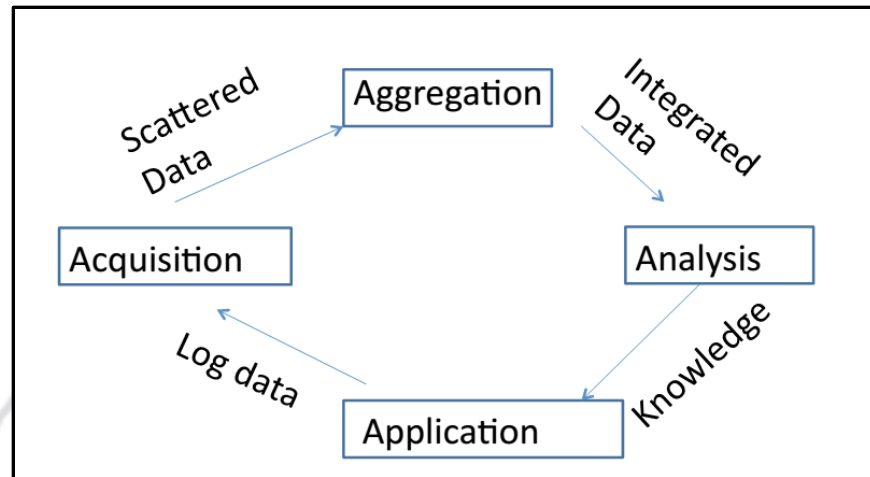 Scattered
Data
Aggregation
Integrated
Data
Acquisition
Analysis
Log data
Knowledge
Application